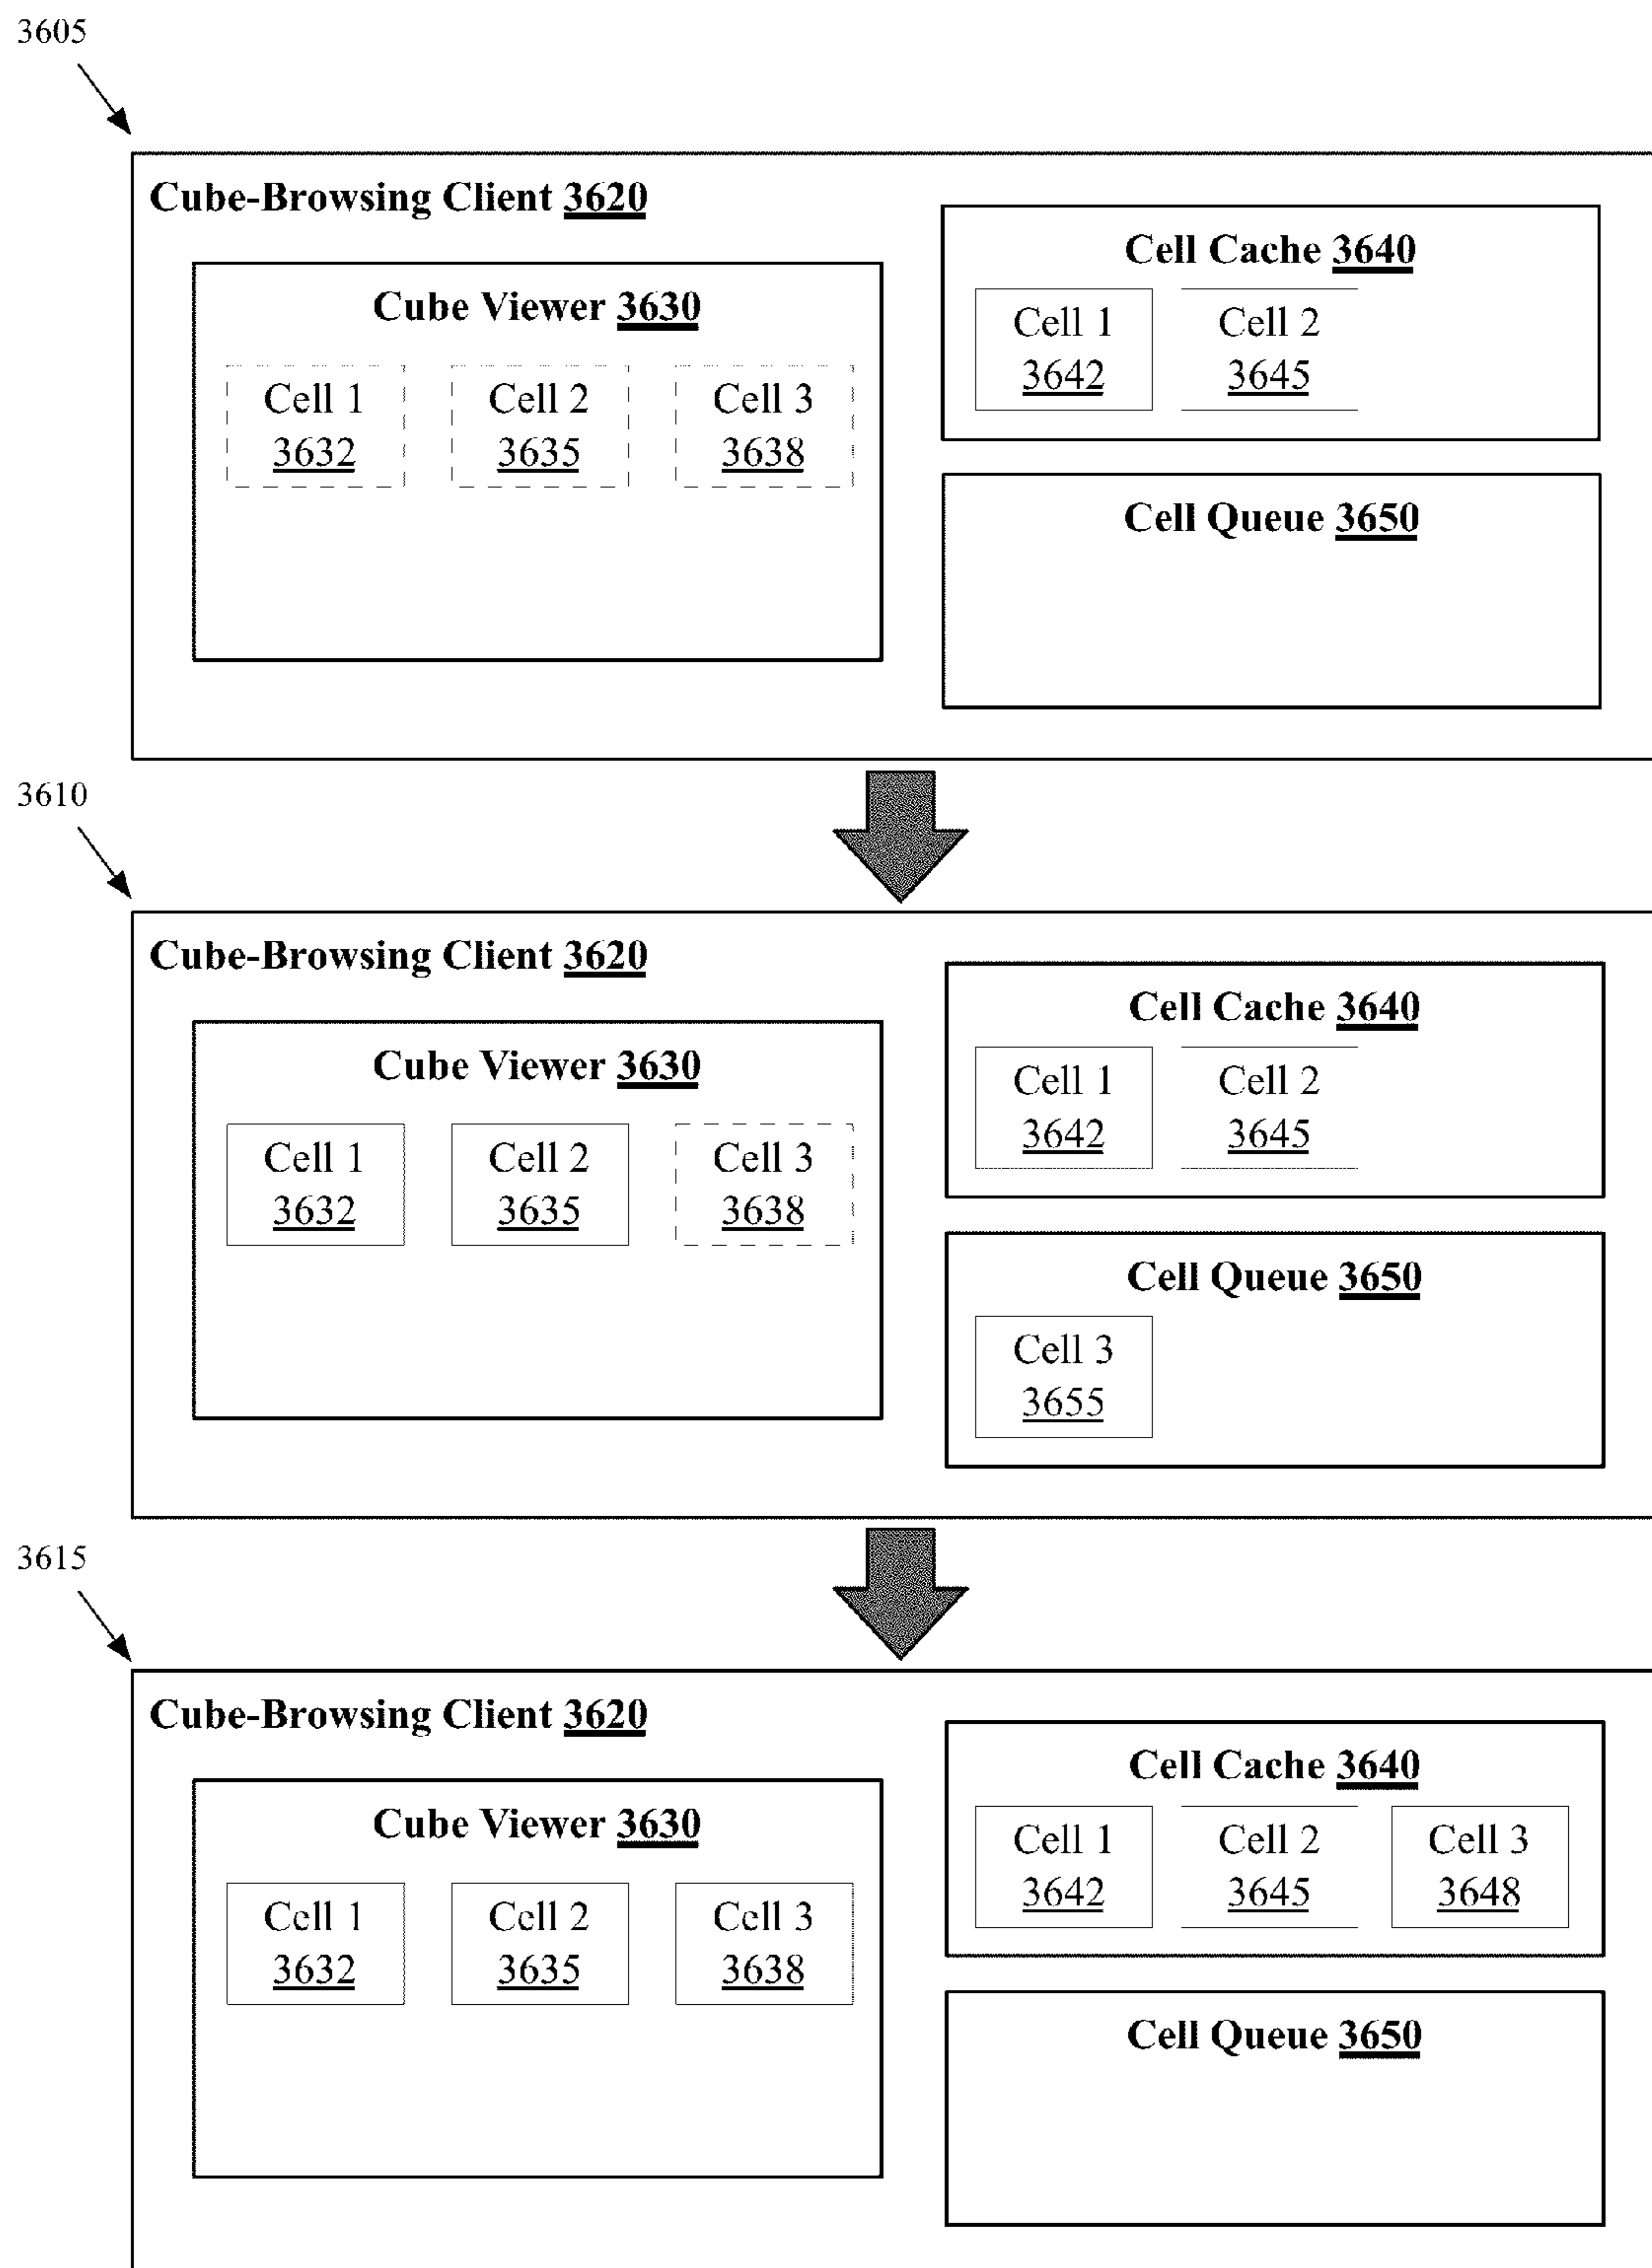 3605
Cube-Browsing Client 3620
Cube Viewer 3630
Cell 1
3632
Cell 2
3635
Cell 3
3638
Cell Cache 3640
Cell 1
3642
Cell 2
3645
Cell Queue 3650
3610
Cube-Browsing Client 3620
Cube Viewer 3630
Cell 1
3632
Cell 2
3635
Cell 3
3638
Cell Cache 3640
Cell 1
3642
Cell 2
3645
Cell Queue 3650
Cell 3
3655
3615
Cube-Browsing Client 3620
Cube Viewer 3630
Cell 1
3632
Cell 2
3635
Cell 3
3638
Cell Cache 3640
Cell 1
3642
Cell 2
3645
Cell 3
3648
Cell Queue 3650